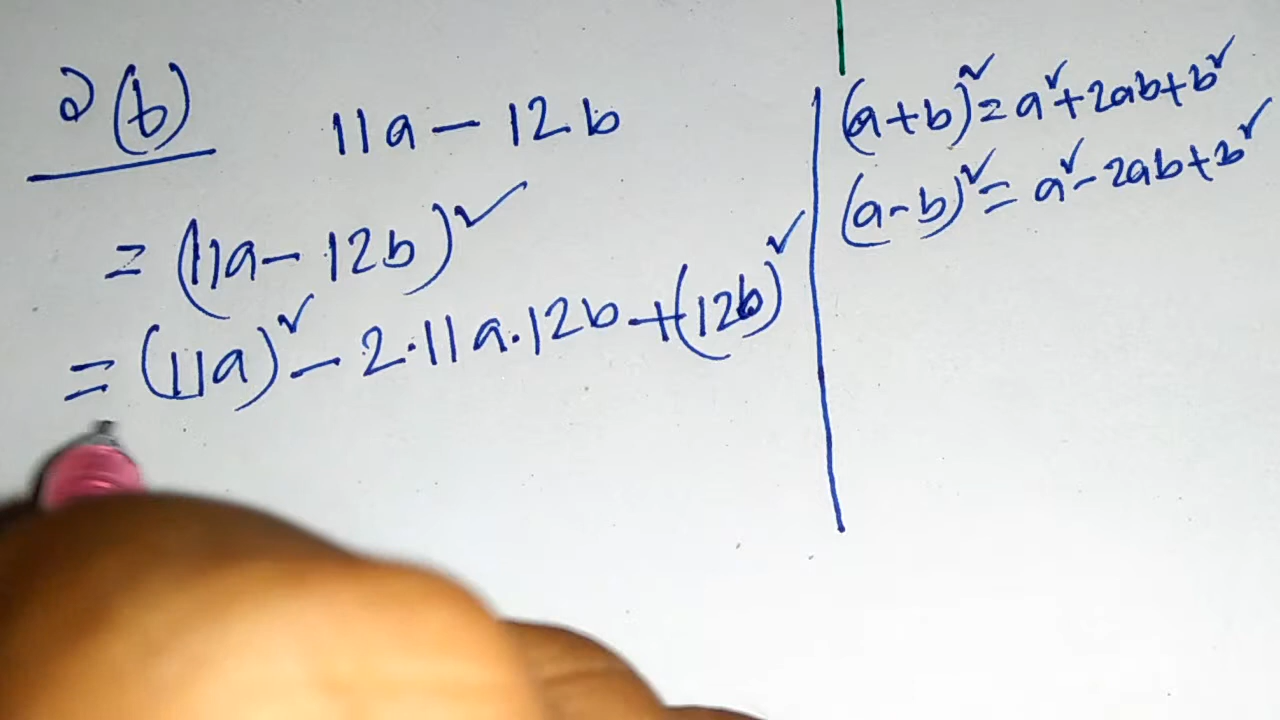 ২(b) 11a - 12b
= (11a - 12b)²
= (11a)² - 2·11a·12b + (12b)²
(a+b)² = a² + 2ab + b²
(a-b)² = a² - 2ab + b²